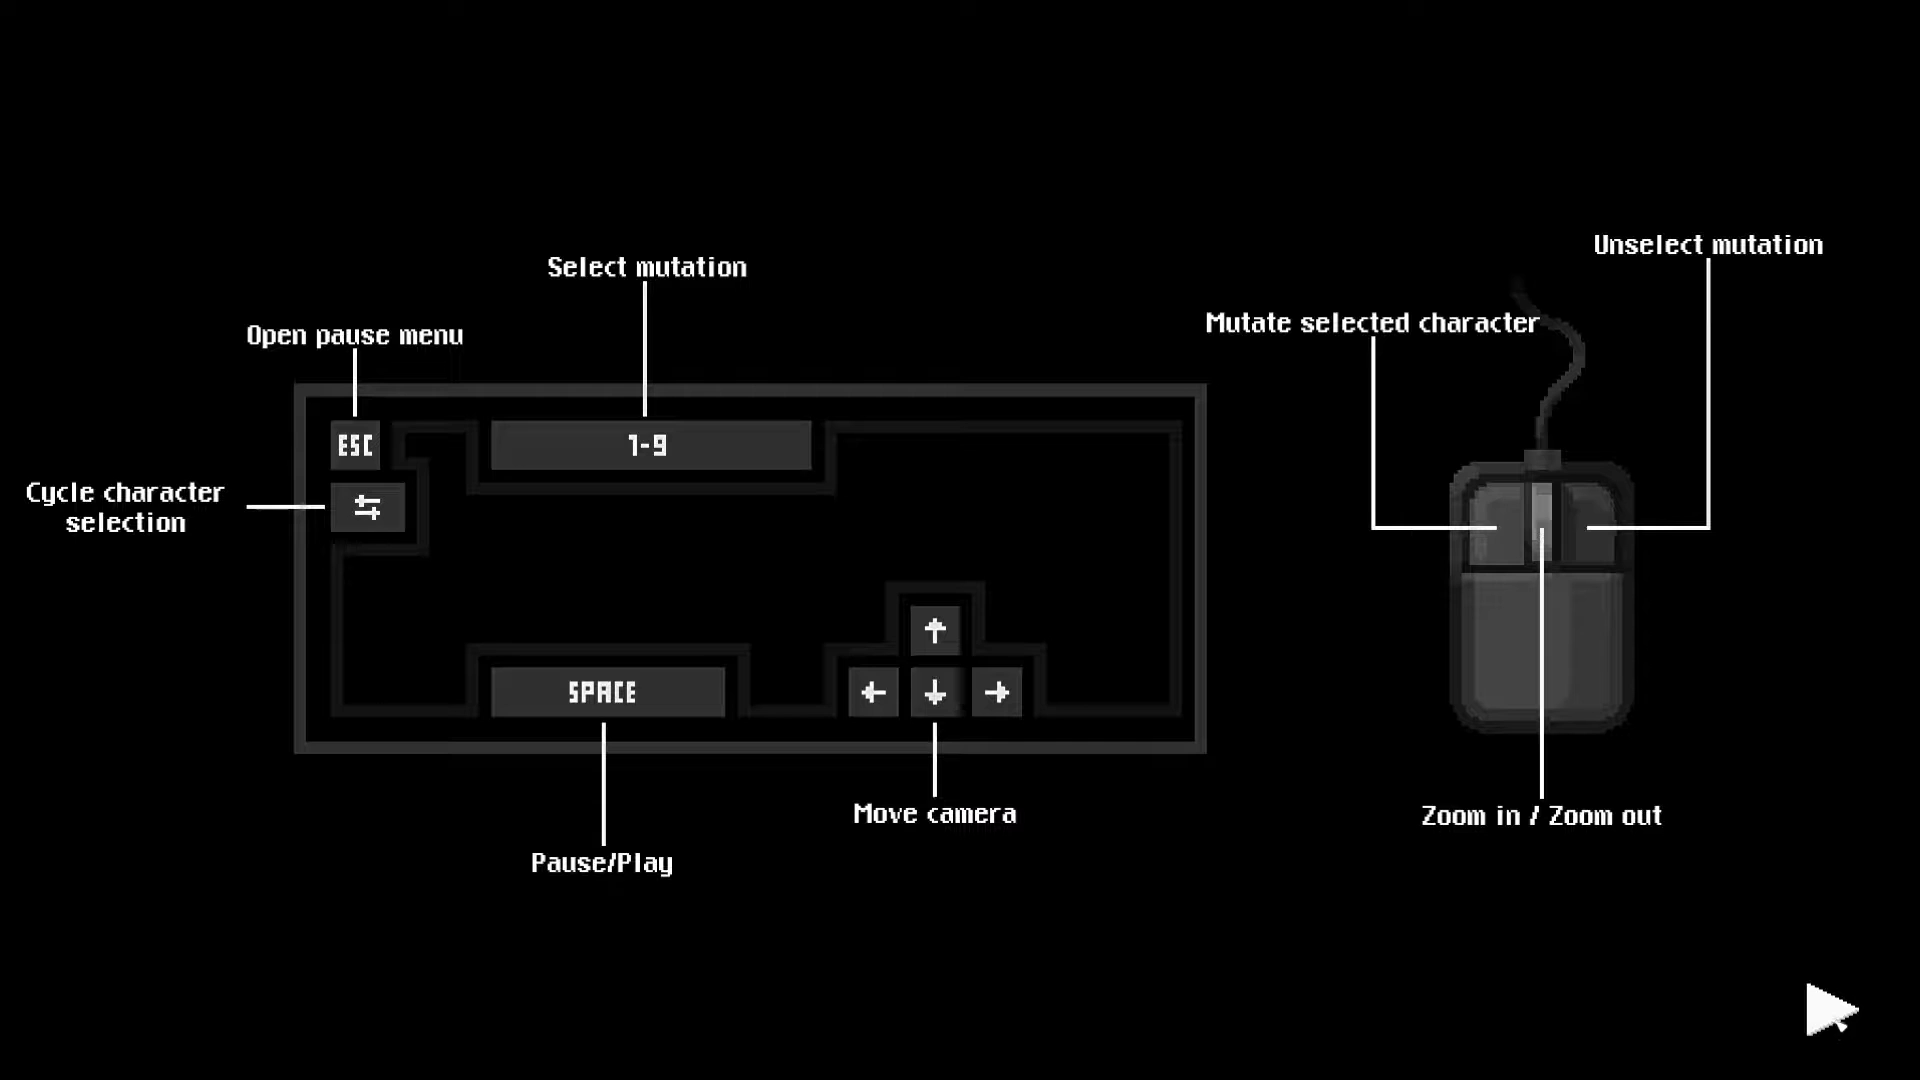 Unselect mutation
Select mutation
Mutate selected character
Open pause menu
ESC
1-9
Cycle character
selection
SPACE
Move camera
Zoom in / Zoom out
Pause/Play